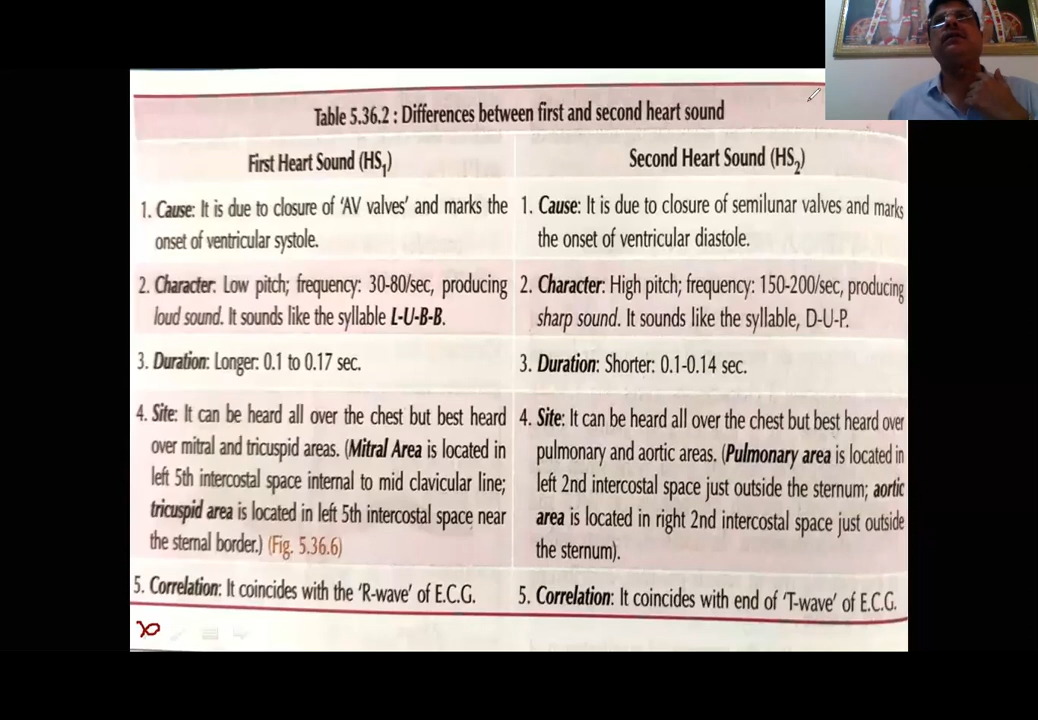 Table 5.36.2 : Differences between first and second heart sound
First Heart Sound (HS1)
1. Cause: It is due to closure of 'AV valves' and marks the
onset of ventricular systole.
2. Character: Low pitch; frequency: 30-80/sec, producing
loud sound. It sounds like the syllable L-U-B-B.
3. Duration: Longer: 0.1 to 0.17 sec.
4. Site: It can be heard all over the chest but best heard
over mitral and tricuspid areas. (Mitral Area is located in
left 5th intercostal space internal to mid clavicular line;
tricuspid area is located in left 5th intercostal space near
the sternal border.) (Fig. 5.36.6)
5. Correlation: It coincides with the 'R-wave' of E.C.G.
Second Heart Sound (HS2)
1. Cause: It is due to closure of semilunar valves and marks
the onset of ventricular diastole.
2. Character: High pitch; frequency: 150-200/sec, producing
sharp sound. It sounds like the syllable, D-U-P.
3. Duration: Shorter: 0.1-0.14 sec.
4. Site: It can be heard all over the chest but best heard over
pulmonary and aortic areas. (Pulmonary area is located in
left 2nd intercostal space just outside the sternum; aortic
area is located in right 2nd intercostal space just outside
the sternum).
5. Correlation: It coincides with end of 'T-wave' of E.C.G.